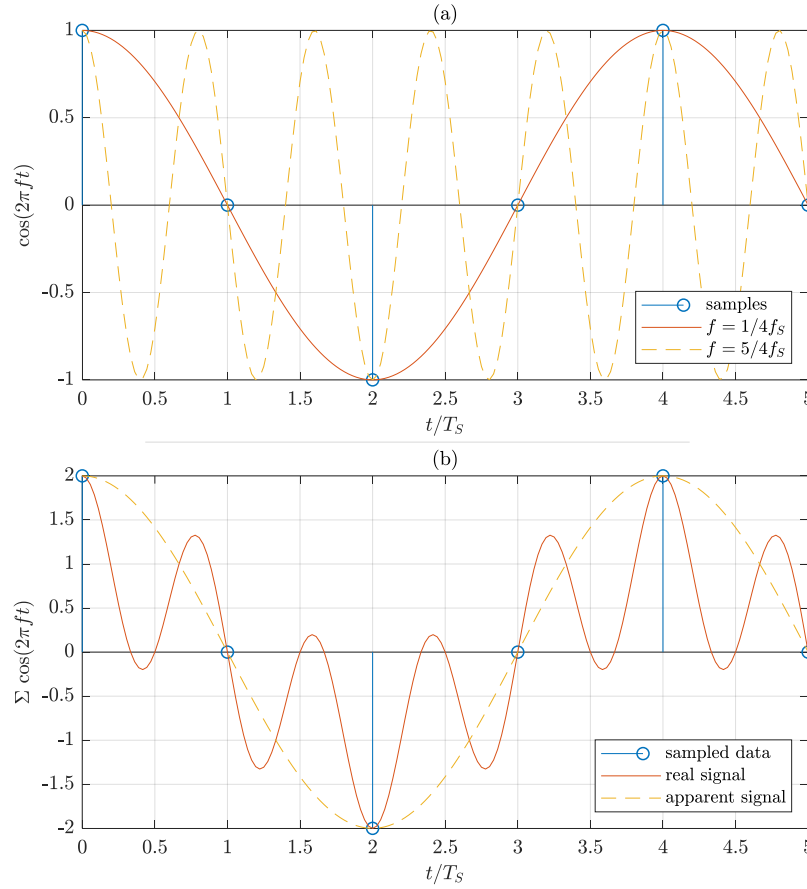 (a)
cos(2πft)
1
0.5
0
-0.5
-1
0 0.5 1 1.5 2 2.5 3 3.5 4 4.5 5
t/T_S
samples
f = 1/4f_S
f = 5/4f_S
(b)
Σ cos(2πft)
2
1.5
1
0.5
0
-0.5
-1
-1.5
-2
0 0.5 1 1.5 2 2.5 3 3.5 4 4.5 5
t/T_S
sampled data
real signal
apparent signal